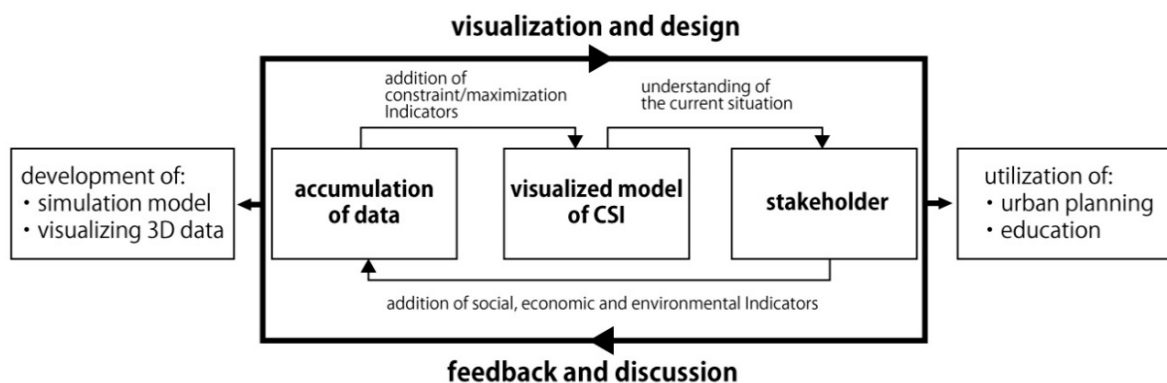 visualization and design
addition of
constraint/maximization
Indicators
understanding of
the current situation
development of:
・simulation model
・visualizing 3D data
accumulation
of data
visualized model
of CSI
stakeholder
utilization of:
・urban planning
・education
addition of social, economic and environmental Indicators
feedback and discussion